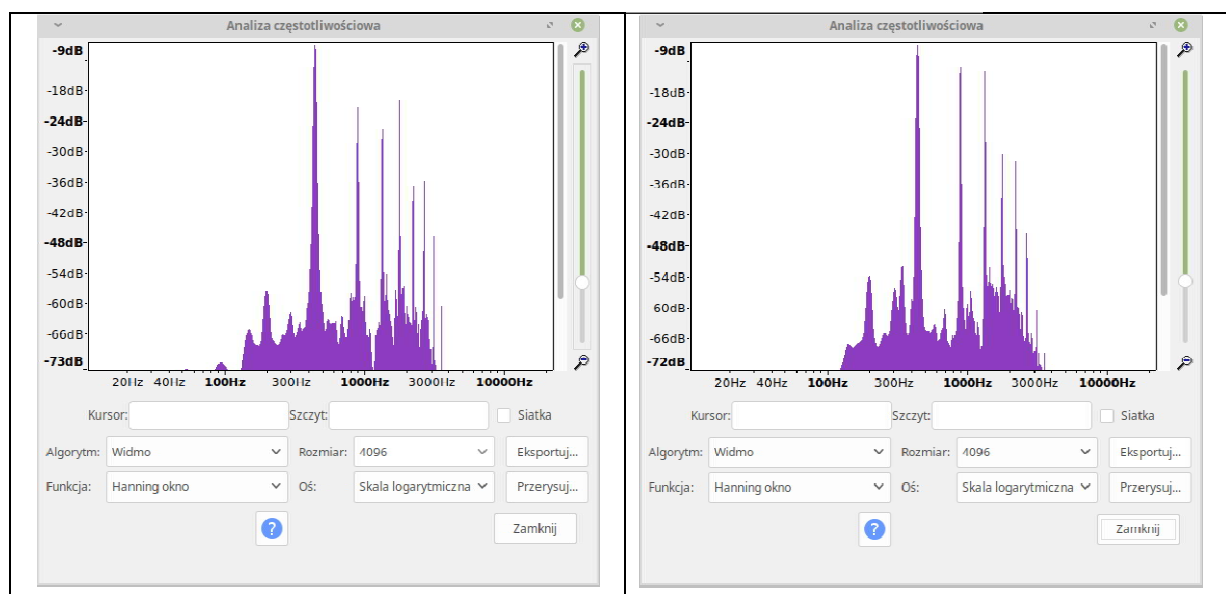 Analiza częstotliwościowa
-9dB
-18dB
-24dB
-30dB
-36dB
-42dB
-48dB
-54dB
-60dB
-66dB
-73dB
20Hz 40Hz 100Hz 300Hz 1000Hz 3000Hz 10000Hz
Kursor: Szczyt: Siatka
Algorytm: Widmo Rozmiar: 4096 Eksportuj...
Funkcja: Hanning okno Oś: Skala logarytmiczna Przerysuj...
? Zamknij
Analiza częstotliwościowa
-9dB
-18dB
-24dB
-30dB
-36dB
-42dB
-48dB
-54dB
-60dB
-66dB
-72dB
20Hz 40Hz 100Hz 300Hz 1000Hz 3000Hz 10000Hz
Kursor: Szczyt: Siatka
Algorytm: Widmo Rozmiar: 4096 Eksportuj...
Funkcja: Hanning okno Oś: Skala logarytmiczna Przerysuj...
? Zamknij